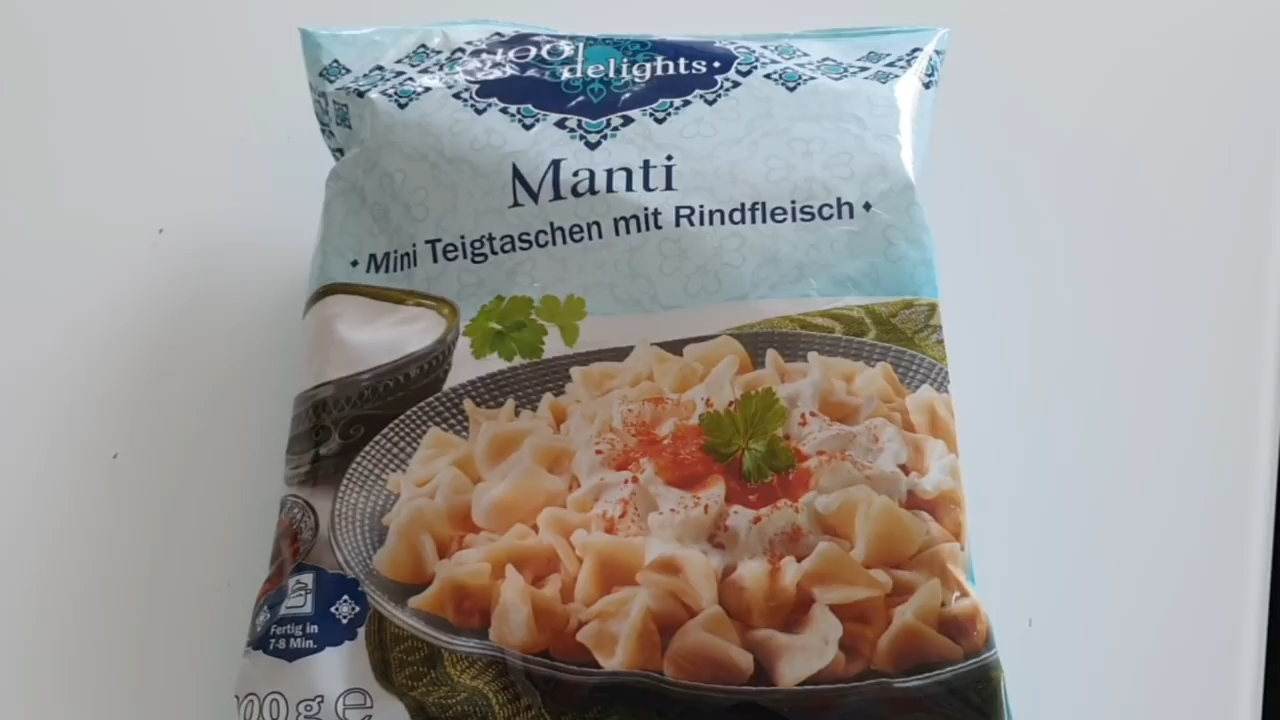 1001
delights
Manti
Mini Teigtaschen mit Rindfleisch
Fertig in
7-8 Min.
g e